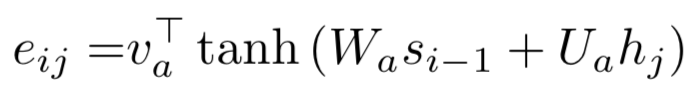 $e_{ij} = v_a^\top \tanh \left( W_a s_{i-1} + U_a h_j \right)$